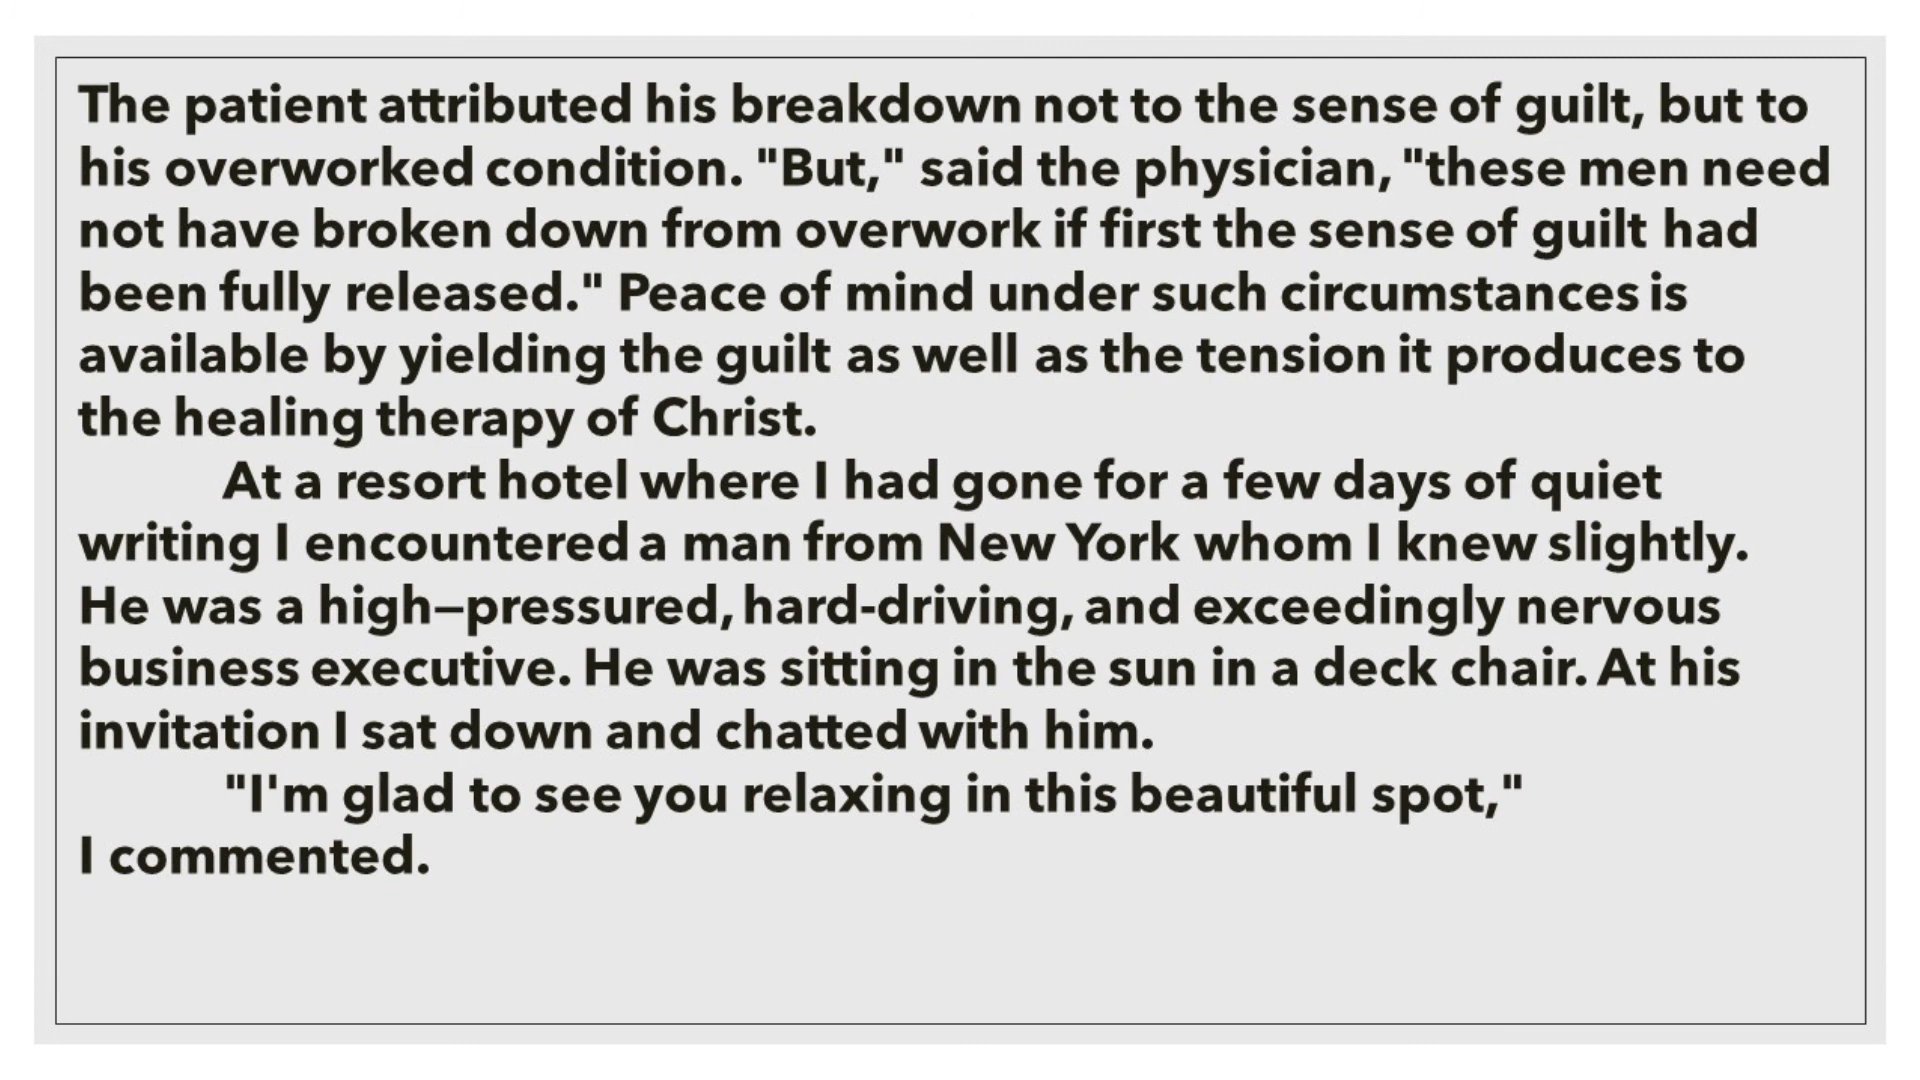 The patient attributed his breakdown not to the sense of guilt, but to
his overworked condition. "But," said the physician, "these men need
not have broken down from overwork if first the sense of guilt had
been fully released." Peace of mind under such circumstances is
available by yielding the guilt as well as the tension it produces to
the healing therapy of Christ.
At a resort hotel where I had gone for a few days of quiet
writing I encountered a man from New York whom I knew slightly.
He was a high–pressured, hard-driving, and exceedingly nervous
business executive. He was sitting in the sun in a deck chair. At his
invitation I sat down and chatted with him.
"I'm glad to see you relaxing in this beautiful spot,"
I commented.